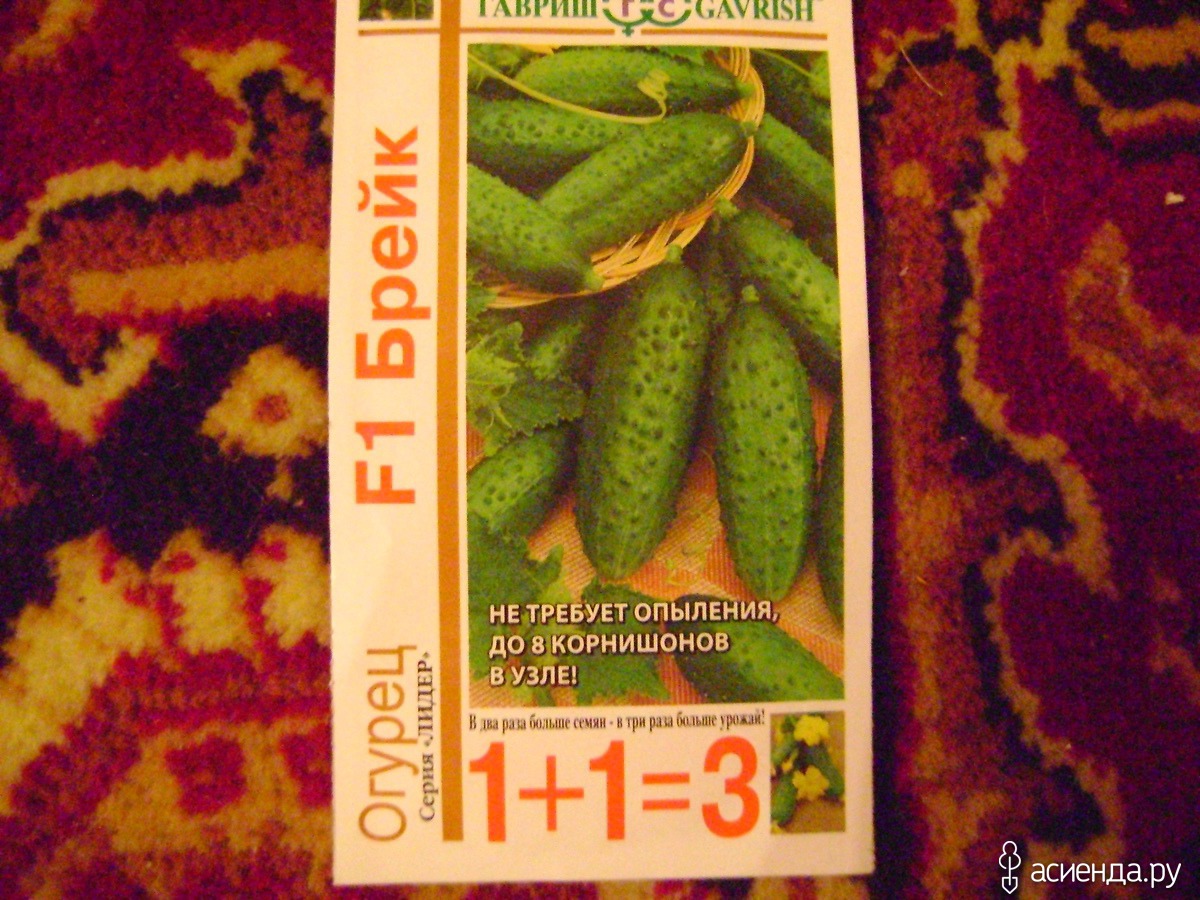 ГАВРИШ Г-С GAVRISH
Огурец F1 Брейк
Серия «ЛИДЕР»
НЕ ТРЕБУЕТ ОПЫЛЕНИЯ,
ДО 8 КОРНИШОНОВ
В УЗЛЕ!
В два раза больше семян - в три раза больше урожай!
1+1=3
асиенда.ру